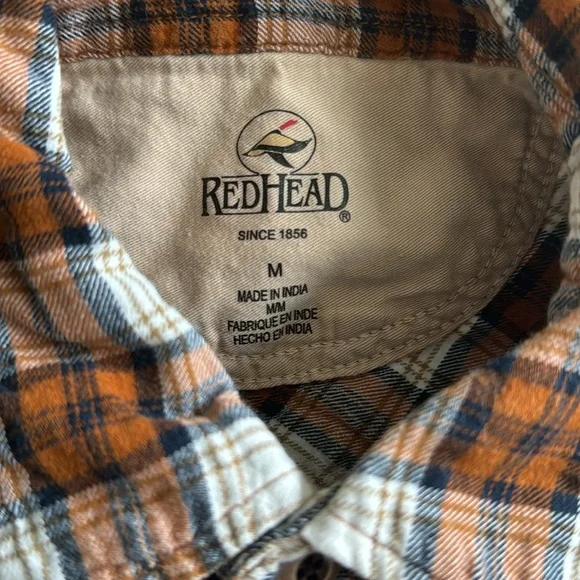 REDHEAD®
SINCE 1856
M
MADE IN INDIA
M/M
FABRIQUE EN INDE
HECHO EN INDIA